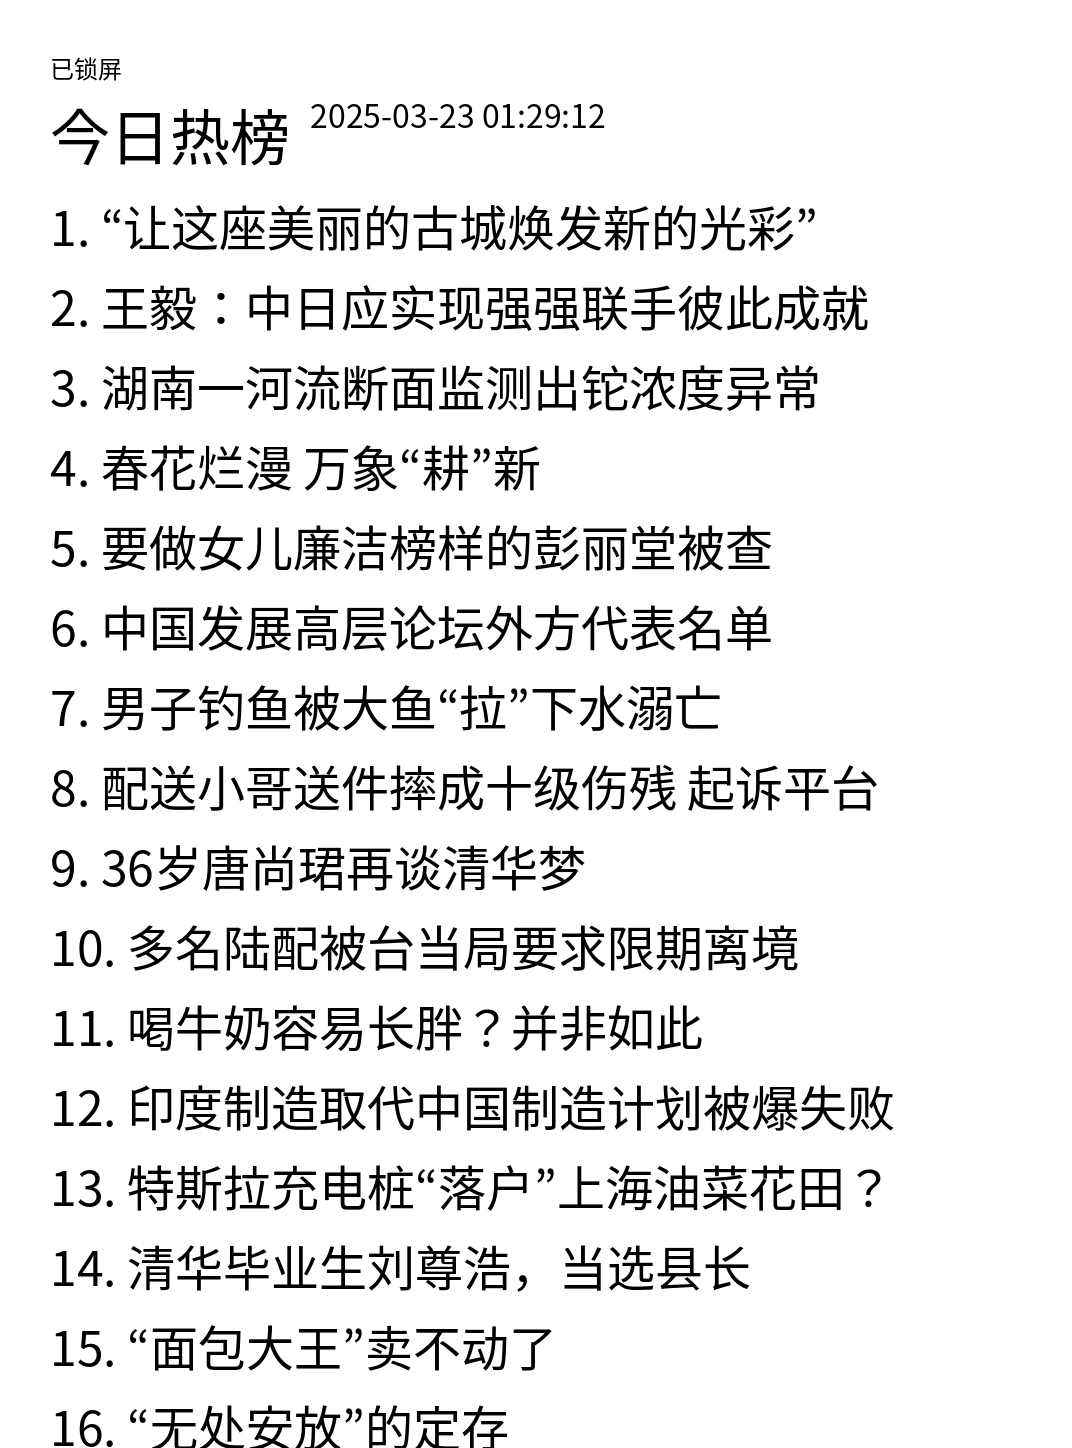 已锁屏
今日热榜 2025-03-23 01:29:12
1. “让这座美丽的古城焕发新的光彩”
2. 王毅：中日应实现强强联手彼此成就
3. 湖南一河流断面监测出铊浓度异常
4. 春花烂漫 万象“耕”新
5. 要做女儿廉洁榜样的彭丽堂被查
6. 中国发展高层论坛外方代表名单
7. 男子钓鱼被大鱼“拉”下水溺亡
8. 配送小哥送件摔成十级伤残 起诉平台
9. 36岁唐尚珺再谈清华梦
10. 多名陆配被台当局要求限期离境
11. 喝牛奶容易长胖？并非如此
12. 印度制造取代中国制造计划被爆失败
13. 特斯拉充电桩“落户”上海油菜花田？
14. 清华毕业生刘尊浩，当选县长
15. “面包大王”卖不动了
16. “无处安放”的定存